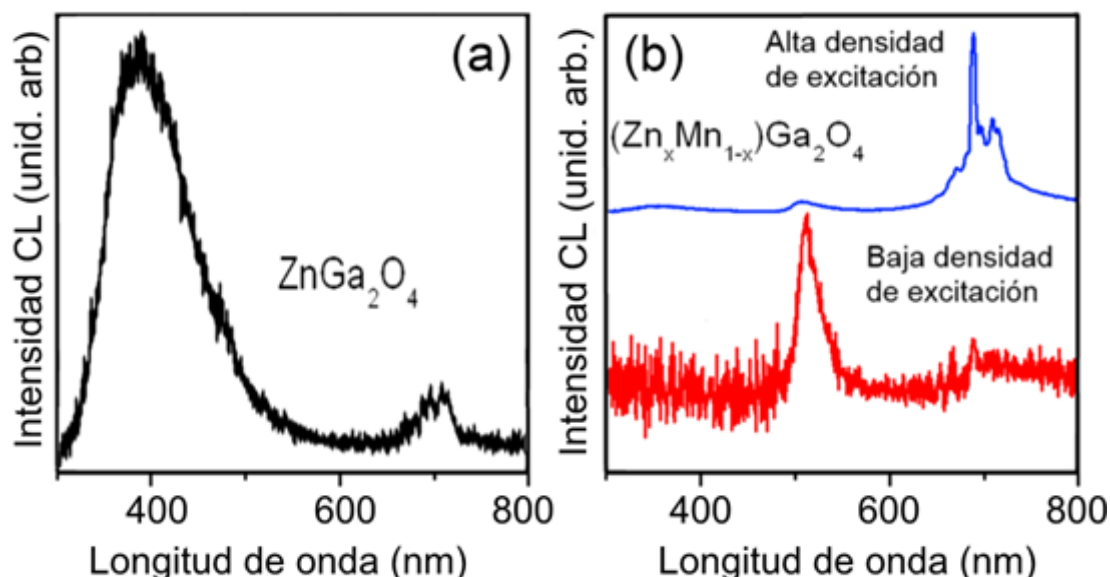 Intensidad CL (unid. arb.)
(a)
ZnGa₂O₄
400 600 800
Longitud de onda (nm)
Intensidad CL (unid. arb.)
(b)
Alta densidad
de excitación
(ZnₓMn₁₋ₓ)Ga₂O₄
Baja densidad
de excitación
400 600 800
Longitud de onda (nm)